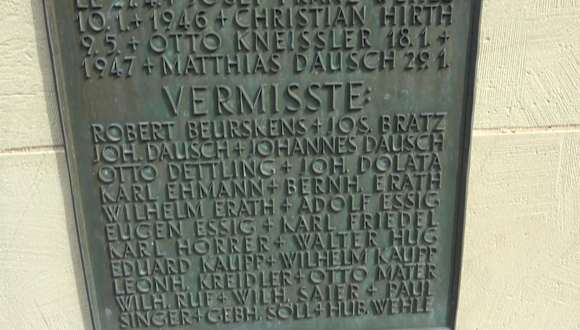 10.1.+1946+CHRISTIAN HIRTH
9.5.+OTTO KNEISSLER 18.1.+
1947+MATTHIAS DAUSCH 29.1.
VERMISSTE:
ROBERT BEURSKENS+JOS. BRATZ
JOH. DAUSCH+JOHANNES DAUSCH
OTTO DETTLING+JOH. DOLATA
KARL EHMANN+BERNH. ERATH
WILHELM ERATH+ADOLF ESSIG
EUGEN ESSIG+KARL FRIEDEL
KARL HORRER+WALTER HUG
EDUARD KAUPP+WILHELM KAUPP
LEONH. KREIDLER+OTTO MATER
WILH. RUF+WILH. SAIER+PAUL
SINGER+GEBH. SÖLL+HUB. WEHLE